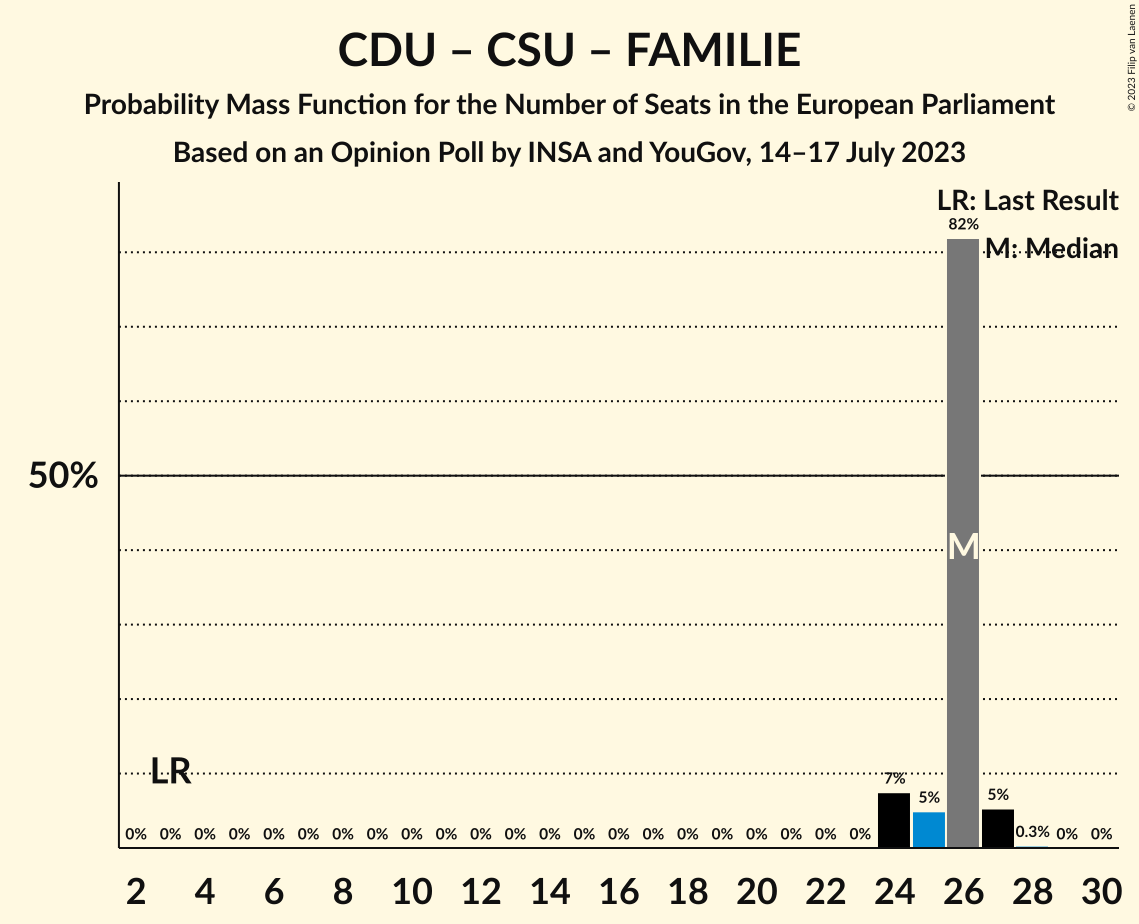 CDU – CSU – FAMILIE
Probability Mass Function for the Number of Seats in the European Parliament
Based on an Opinion Poll by INSA and YouGov, 14–17 July 2023
© 2023 Filip van Laenen
LR: Last Result
82%
M: Median
50%
M
LR
7%
5%
5%
0% 0% 0% 0% 0% 0% 0% 0% 0% 0% 0% 0% 0% 0% 0% 0% 0% 0% 0% 0% 0% 0% 0.3% 0% 0%
2 4 6 8 10 12 14 16 18 20 22 24 26 28 30